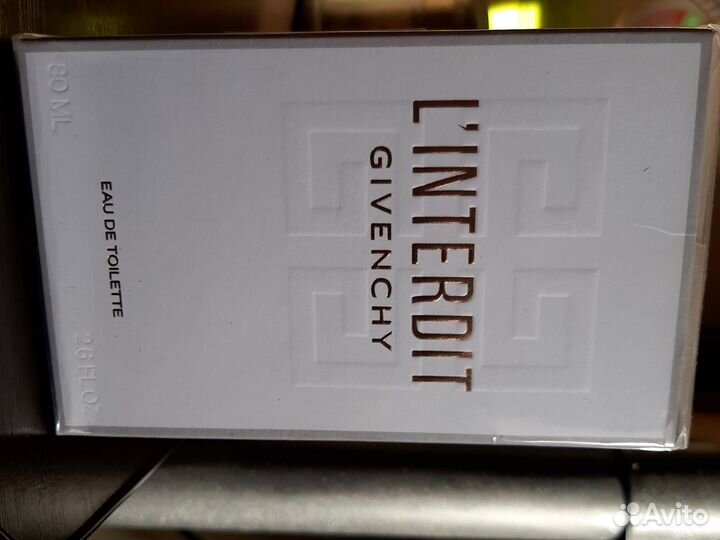 L'INTERDIT
GIVENCHY
EAU DE TOILETTE
80 ML
2.6 FL.OZ
Avito